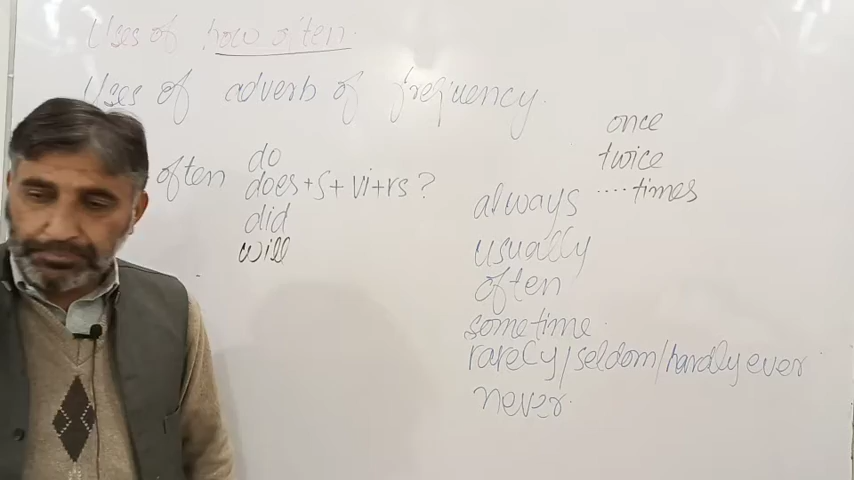 Uses of how often
Uses of adverb of frequency.
often
do
does + S + V1 + rs ?
did
will
once
twice
.... times
always
usually
often
sometime.
rarely/seldom/hardly ever
never.